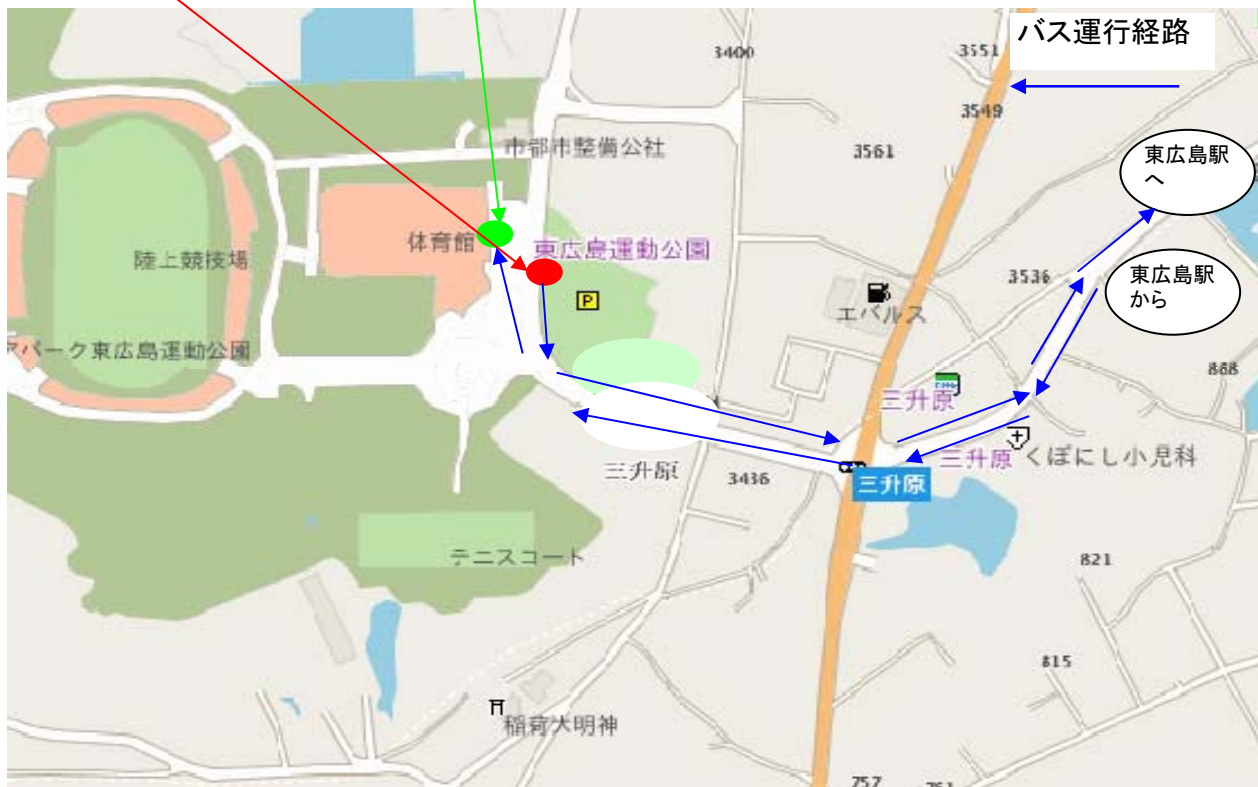 バス運行経路
3400
3551
3549
市都市整備公社
3561
東広島駅
へ
体育館
東広島運動公園
陸上競技場
P
3536
東広島駅
から
エバルス
アパーク東広島運動公園
888
三升原
三升原
くぼにし小児科
三升原
3436
三升原
テニスコート
821
815
稲荷大明神
757
751